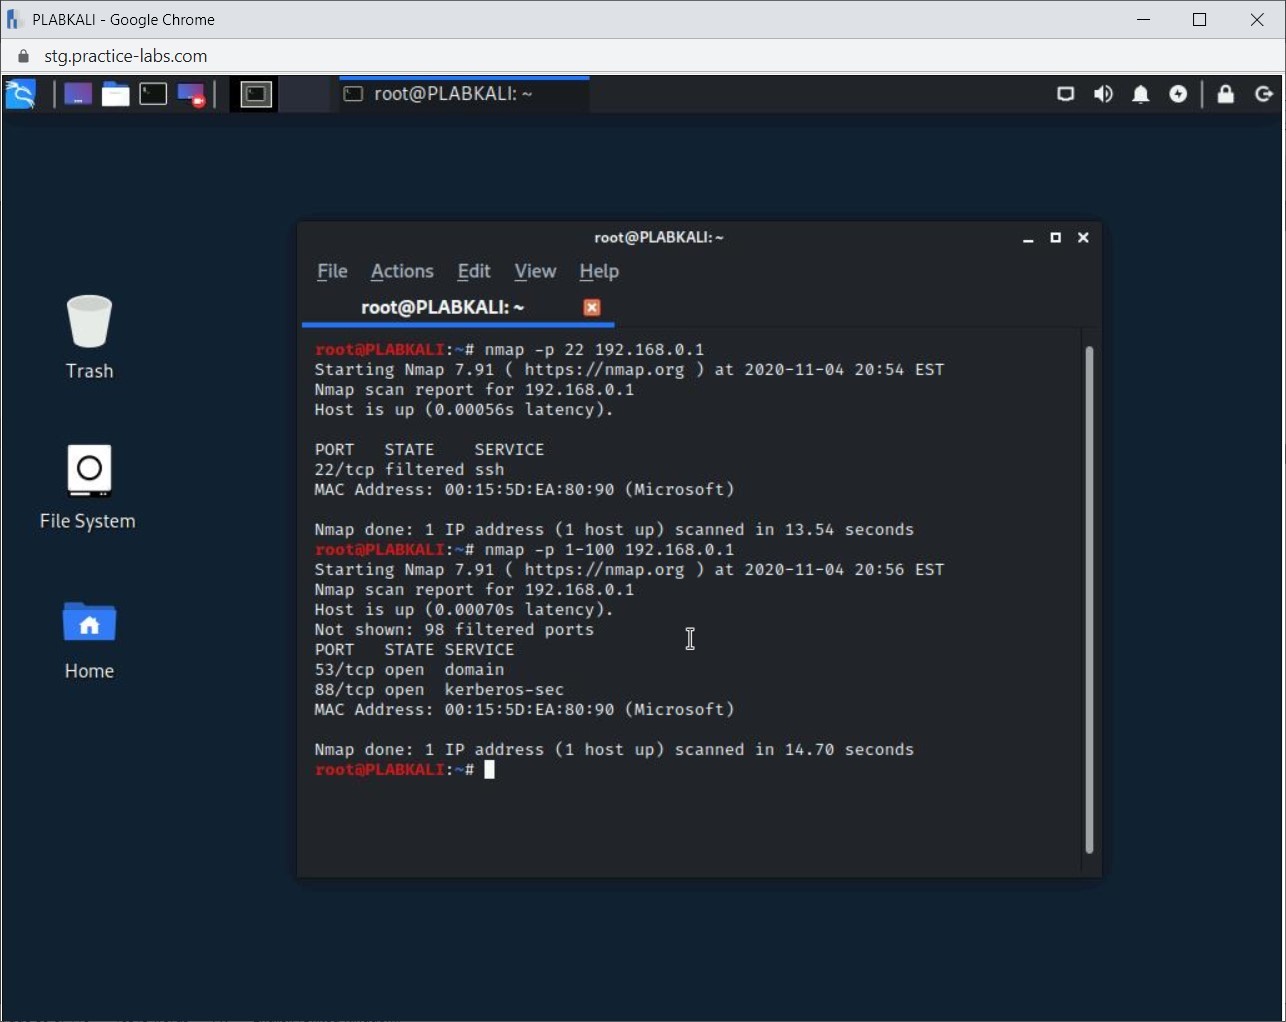 PLABKALI - Google Chrome
stg.practice-labs.com
root@PLABKALI: ~
root@PLABKALI:~
File Actions Edit View Help
root@PLABKALI: ~
Trash
File System
Home
root@PLABKALI:~# nmap -p 22 192.168.0.1
Starting Nmap 7.91 ( https://nmap.org ) at 2020-11-04 20:54 EST
Nmap scan report for 192.168.0.1
Host is up (0.00056s latency).
PORT   STATE    SERVICE
22/tcp filtered ssh
MAC Address: 00:15:5D:EA:80:90 (Microsoft)
Nmap done: 1 IP address (1 host up) scanned in 13.54 seconds
root@PLABKALI:~# nmap -p 1-100 192.168.0.1
Starting Nmap 7.91 ( https://nmap.org ) at 2020-11-04 20:56 EST
Nmap scan report for 192.168.0.1
Host is up (0.00070s latency).
Not shown: 98 filtered ports
PORT   STATE SERVICE
53/tcp open  domain
88/tcp open  kerberos-sec
MAC Address: 00:15:5D:EA:80:90 (Microsoft)
Nmap done: 1 IP address (1 host up) scanned in 14.70 seconds
root@PLABKALI:~#